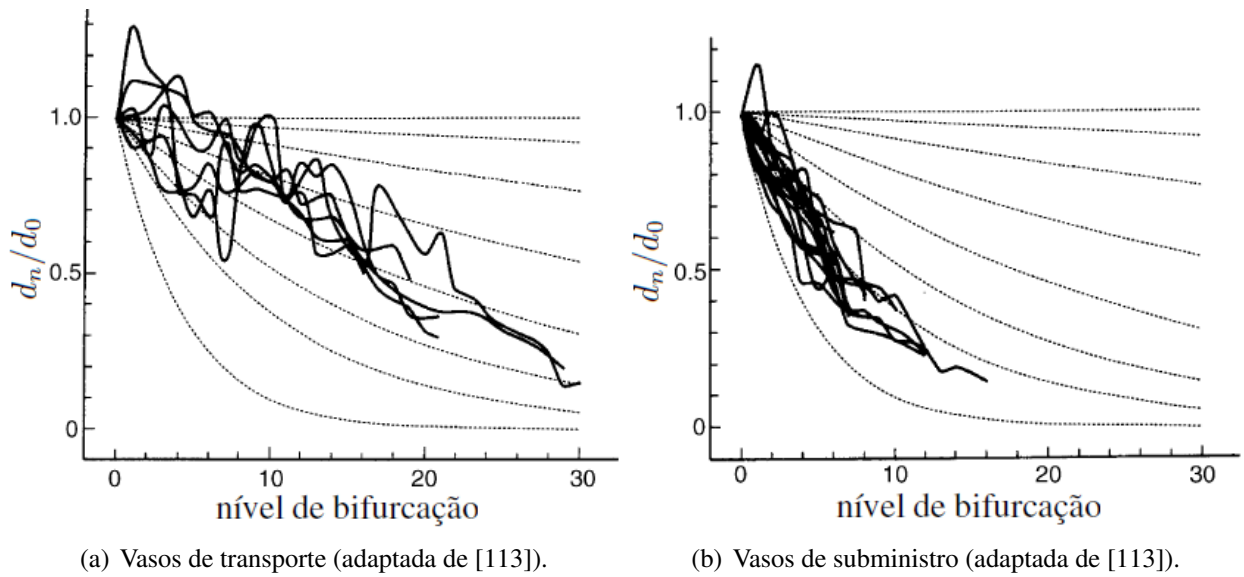 1.0
0.5
0
d_n/d_0
0 10 20 30
nível de bifurcação
(a) Vasos de transporte (adaptada de [113]).
1.0
0.5
0
d_n/d_0
0 10 20 30
nível de bifurcação
(b) Vasos de subministro (adaptada de [113]).